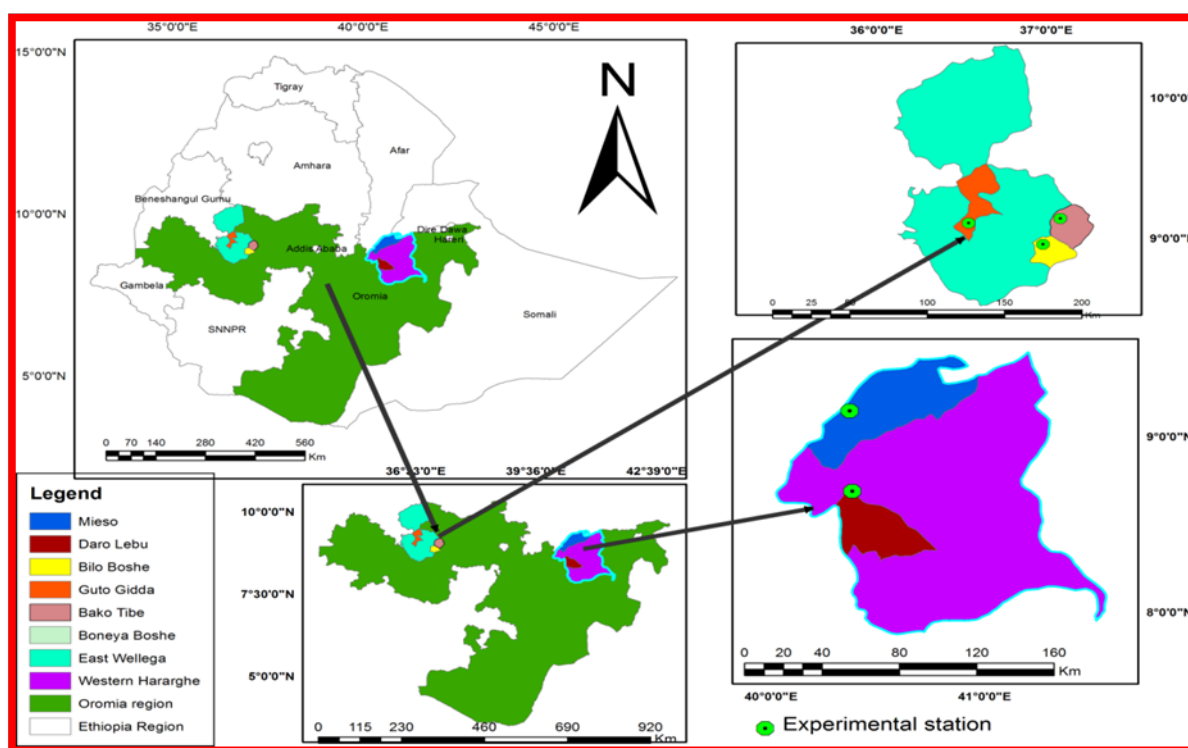 35°0'0"E 40°0'0"E 45°0'0"E
15°0'0"N
10°0'0"N
5°0'0"N
Tigray
Afar
Amhara
Beneshangul Gumu
Dire Dawa
Hareri
Addis Ababa
Gambela
Oromia
SNNPR
Somali
N
0 70 140 280 420 560
Km
36°0'0"E 37°0'0"E
10°0'0"N
9°0'0"N
0 25 50 100 150 200
Km
Legend
Mieso
Daro Lebu
Bilo Boshe
Guto Gidda
Bako Tibe
Boneya Boshe
East Wellega
Western Hararghe
Oromia region
Ethiopia Region
39°36'0"E 42°39'0"E
10°0'0"N
7°30'0"N
5°0'0"N
0 115 230 460 690 920
Km
9°0'0"N
8°0'0"N
0 20 40 80 120 160
Km
40°0'0"E 41°0'0"E
Experimental station